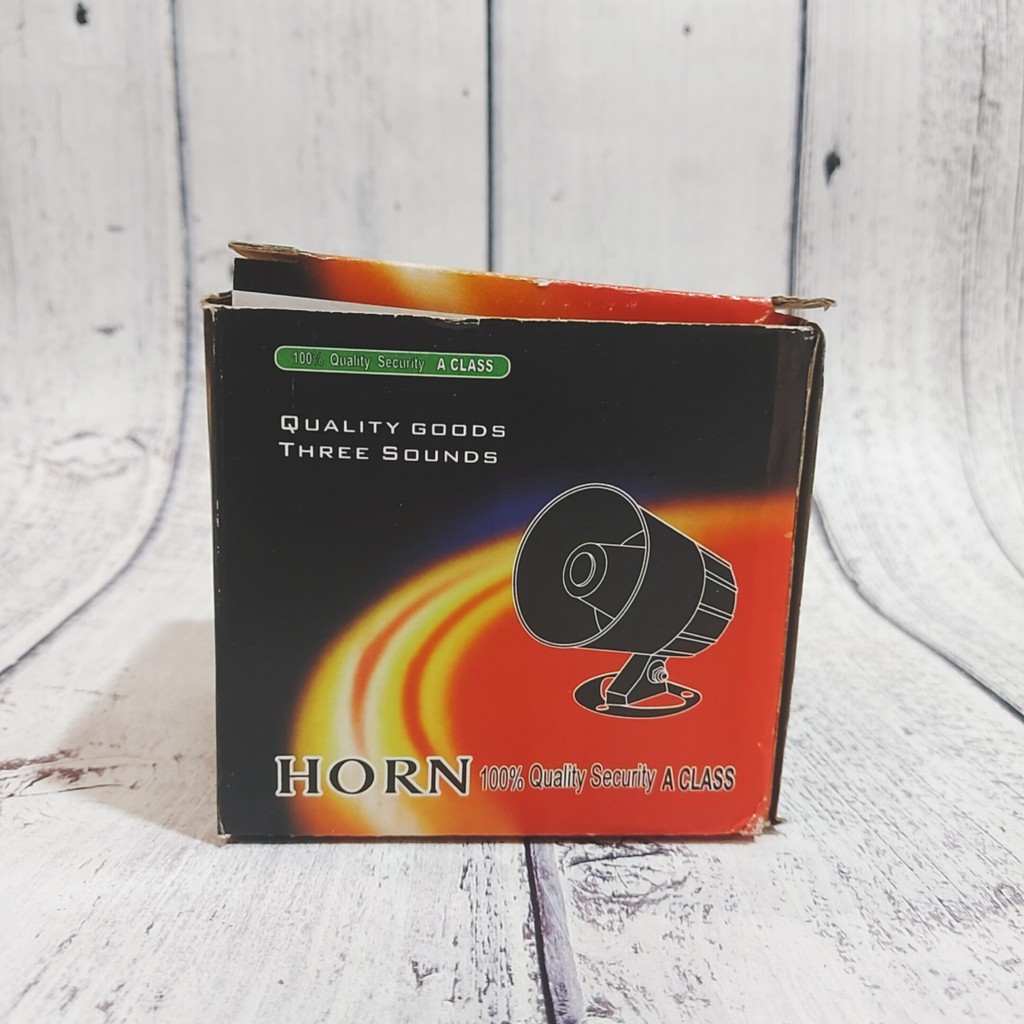 100% Quality Security A CLASS
QUALITY GOODS
THREE SOUNDS
HORN 100% Quality Security A CLASS